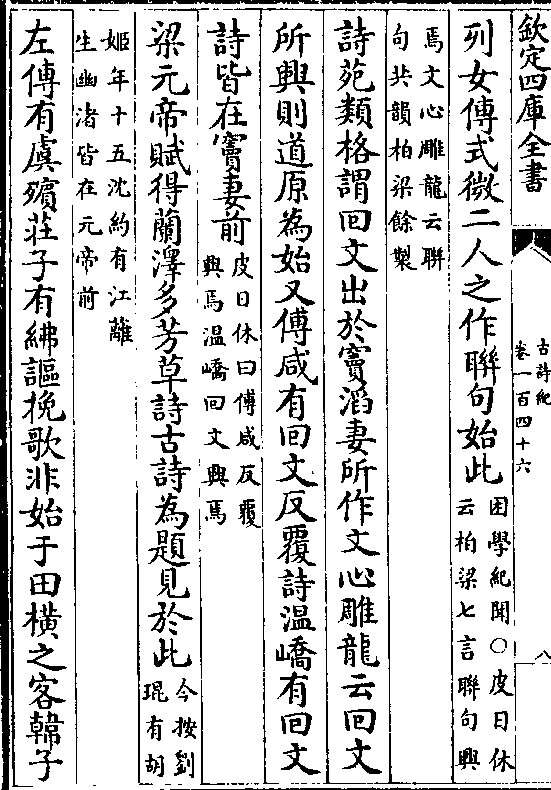 欽定四庫全書
古詩紀
卷一百四十六
八
列女傳式微二人之作聯句始此
困學紀聞○皮日休
云柏梁七言聯句興
焉文心雕龍云聯
句共韻柏梁餘製
詩苑類格謂回文出於竇滔妻所作文心雕龍云回文
所興則道原為始又傅咸有回文反覆詩温嶠有回文
詩皆在竇妻前
皮日休曰傅咸反覆
興焉温嶠回文興焉
梁元帝賦得蘭澤多芳草詩古詩為題見於此
今按劉
琨有胡
姬年十五沈約有江蘺
生幽渚皆在元帝前
左傳有虞殯莊子有紼謳挽歌非始于田横之客韓子